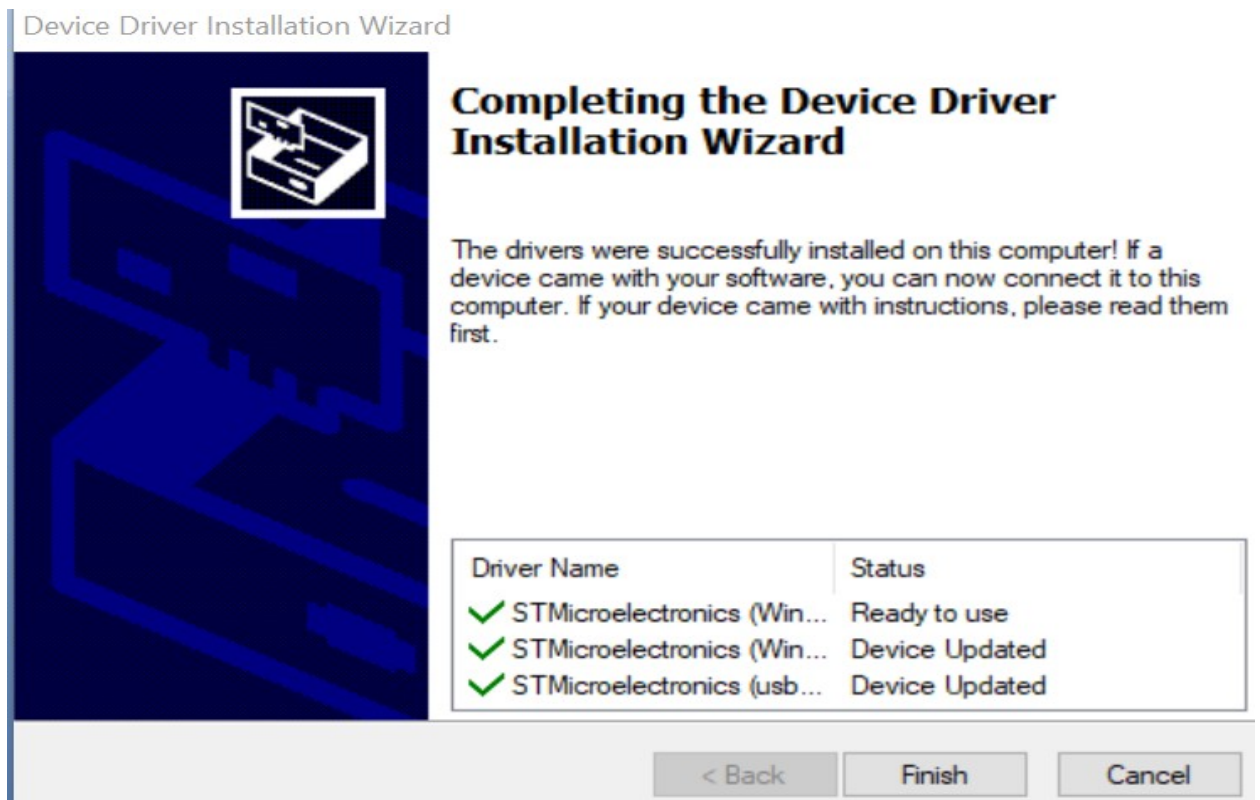 Device Driver Installation Wizard
Completing the Device Driver
Installation Wizard
The drivers were successfully installed on this computer! If a
device came with your software, you can now connect it to this
computer. If your device came with instructions, please read them
first.
Driver Name Status
STMicroelectronics (Win... Ready to use
STMicroelectronics (Win... Device Updated
STMicroelectronics (usb... Device Updated
< Back Finish Cancel